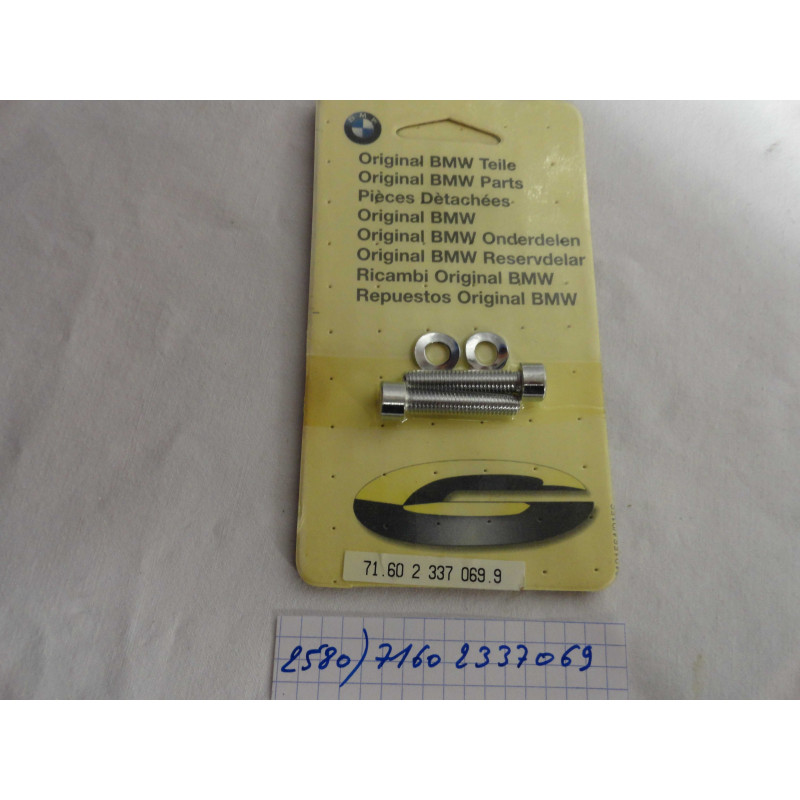 BMW
Original BMW Teile
Original BMW Parts
Pièces Dètachées
Original BMW
Original BMW Onderdelen
Original BMW Reservdelar
Ricambi Original BMW
Repuestos Original BMW
71.60 2 337 069.9
2580) 7160 2337069